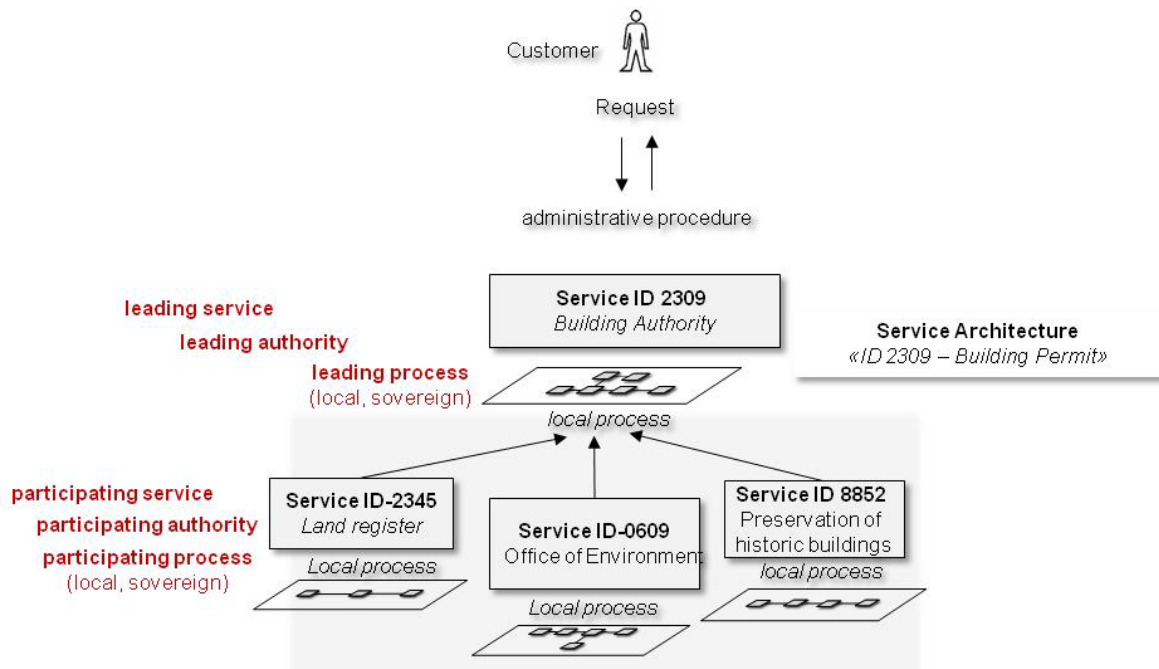 Customer
Request
administrative procedure
leading service
leading authority
leading process
(local, sovereign)
Service ID 2309
Building Authority
local process
Service Architecture
«ID 2309 – Building Permit»
participating service
participating authority
participating process
(local, sovereign)
Service ID-2345
Land register
Local process
Service ID-0609
Office of Environment
Local process
Service ID 8852
Preservation of
historic buildings
local process